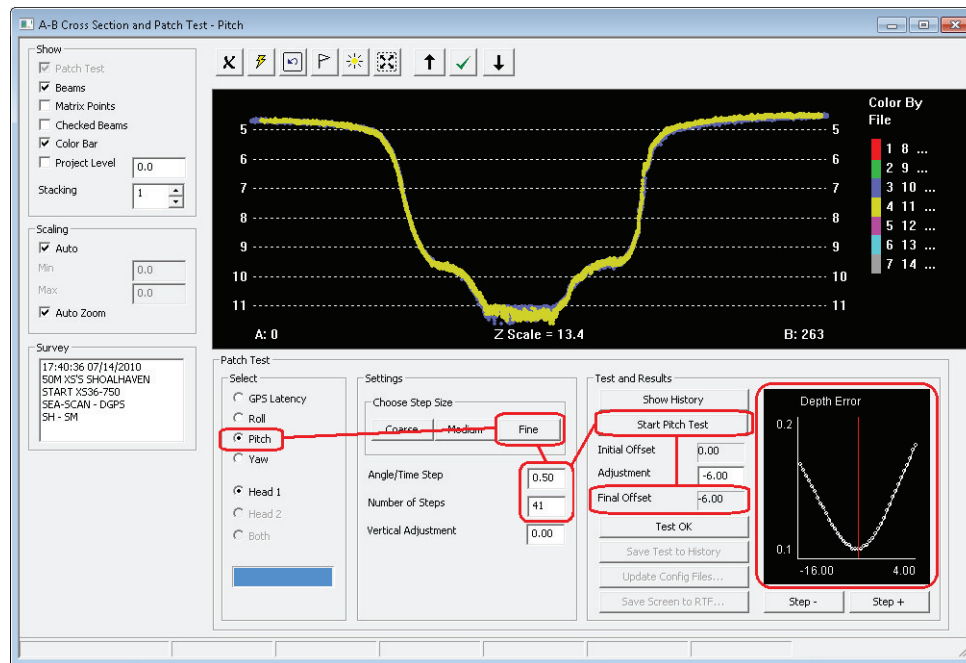 A-B Cross Section and Patch Test - Pitch
Show
Patch Test
Beams
Matrix Points
Checked Beams
Color Bar
Project Level 0.0
Stacking 1
Scaling
Auto
Min 0.0
Max 0.0
Auto Zoom
Survey
17:40:36 07/14/2010
50M XS'S SHOALHAVEN
START XS36-750
SEA-SCAN - DGPS
SH - SM
5 5
6 6
7 7
8 8
9 9
10 10
11 11
A: 0 Z Scale = 13.4 B: 263
Color By
File
1 8 ...
2 9 ...
3 10 ...
4 11 ...
5 12 ...
6 13 ...
7 14 ...
Patch Test
Select
GPS Latency
Roll
Pitch
Yaw
Head 1
Head 2
Both
Settings
Choose Step Size
Coarse Medium Fine
Angle/Time Step 0.50
Number of Steps 41
Vertical Adjustment 0.00
Test and Results
Show History
Start Pitch Test
Initial Offset 0.00
Adjustment -6.00
Final Offset -6.00
Test OK
Save Test to History
Update Config Files...
Save Screen to RTF...
Depth Error
0.2
0.1
-16.00 4.00
Step - Step +